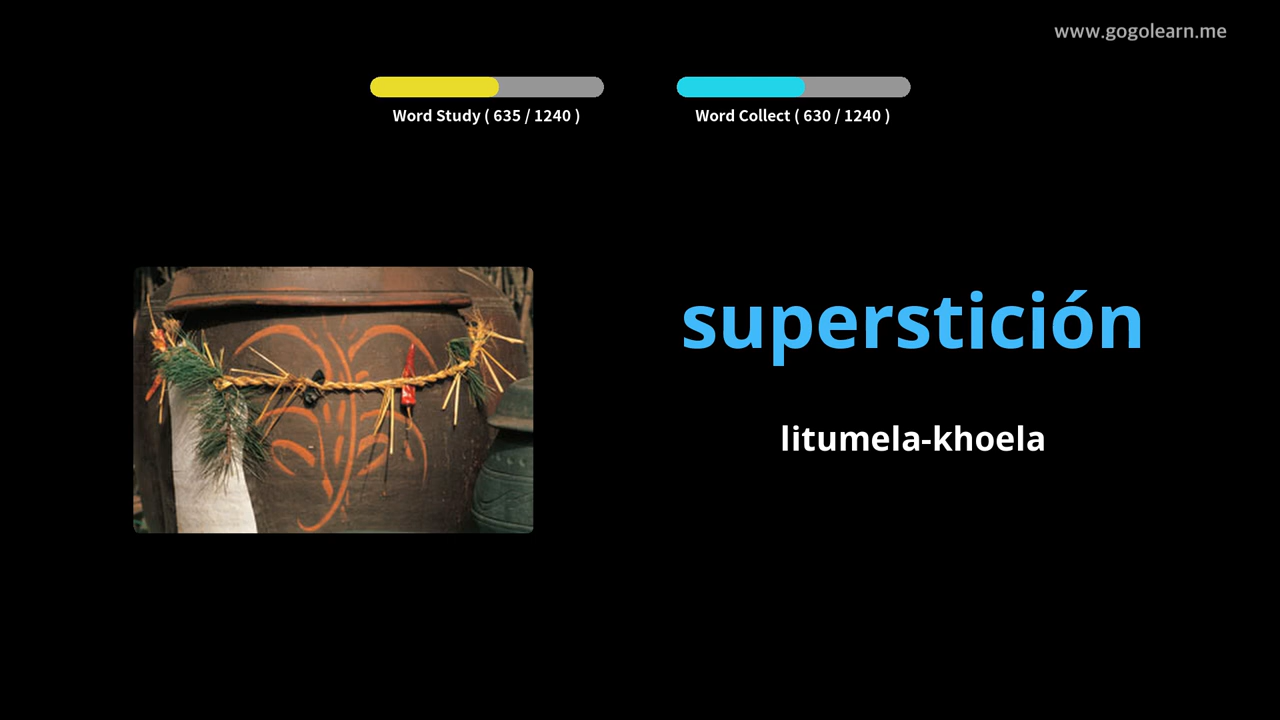 www.gogolearn.me
Word Study ( 635 / 1240 )
Word Collect ( 630 / 1240 )
superstición
litumela-khoela